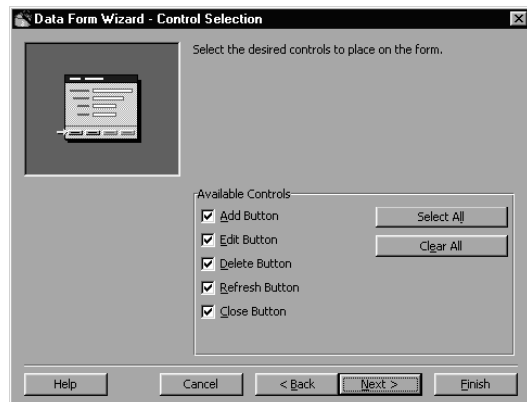 Data Form Wizard - Control Selection
Select the desired controls to place on the form.
Available Controls
Add Button
Edit Button
Delete Button
Refresh Button
Close Button
Select All
Clear All
Help
Cancel
< Back
Next >
Finish